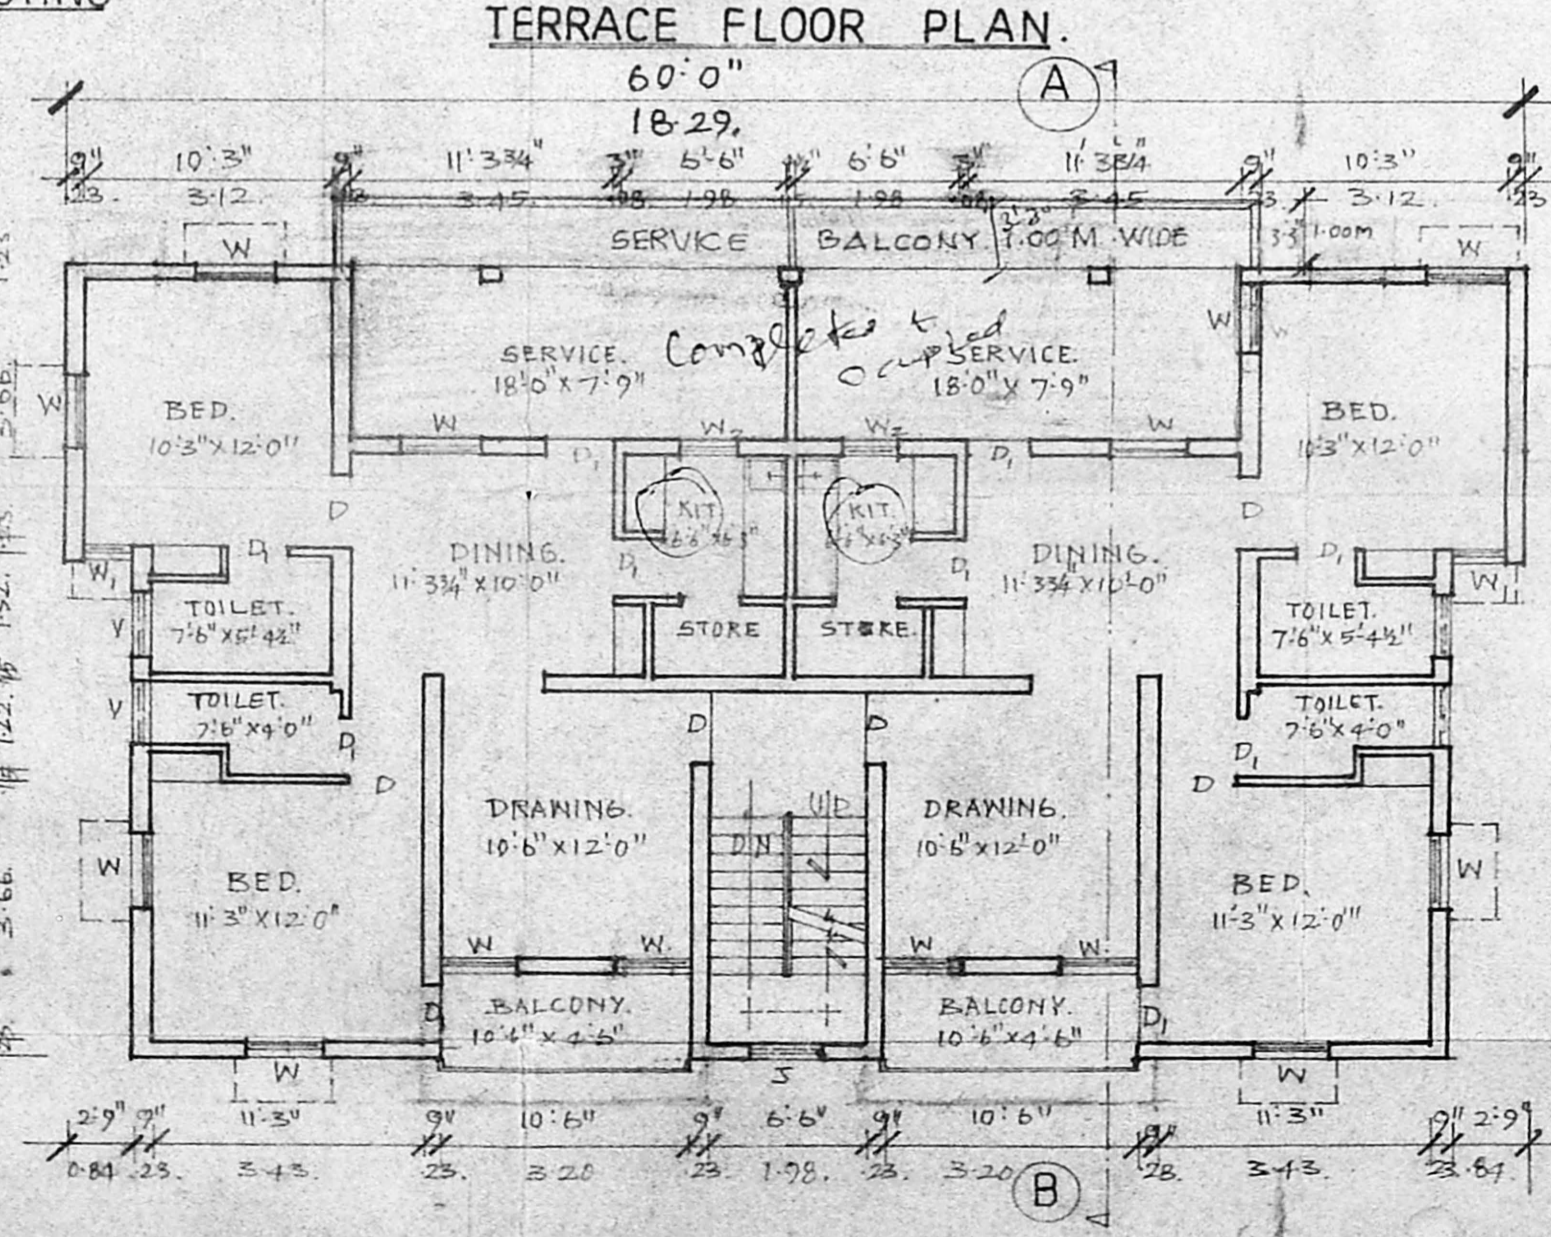 TERRACE FLOOR PLAN.
60'-0"
18.29.
A
9" 10'-3" 9" 11'-3¾" 3" 6'-6" 6'-6" 3" 11'-3¾" 9" 10'-3" 9"
.23. 3.12. 3.45. .08 1.98 1.98 .08 3.45 3.12. .23
W
SERVICE BALCONY. 1.00 M WIDE
3'-3" 1.00M
W
W
SERVICE. Completed
SERVICE.
18'-0" X 7'-9"
18'-0" X 7'-9"
W
BED.
BED.
10'-3" X 12'-0"
10'-3" X 12'-0"
W W2 W2 W
D1 D1
KIT. KIT.
D D
D1 DINING. D1 D1 DINING. D1
11'-3¾" X 10'-0"
11'-3¾" X 10'-0"
W1 W1
TOILET. TOILET.
7'-6" X 5'-4½" 7'-6" X 5'-4½"
V STORE STORE.
TOILET. TOILET.
V 7'-6" X 4'-0" 7'-6" X 4'-0"
D D
D1 D1
D D
DRAWING. UP DRAWING.
10'-6" X 12'-0" DN 10'-6" X 12'-0"
W W
BED. BED.
11'-3" X 12'-0" 11'-3" X 12'-0"
W W W W
BALCONY. BALCONY.
10'-6" X 4'-6" 10'-6" X 4'-6"
D D1
W J W
2'-9" 9" 11'-3" 9" 10'-6" 9" 6'-6" 9" 10'-6" 9" 11'-3" 9" 2'-9"
0.84 .23. 3.43. .23. 3.20 .23 1.98. .23. 3.20 .23. 3.43. .23 .84
B